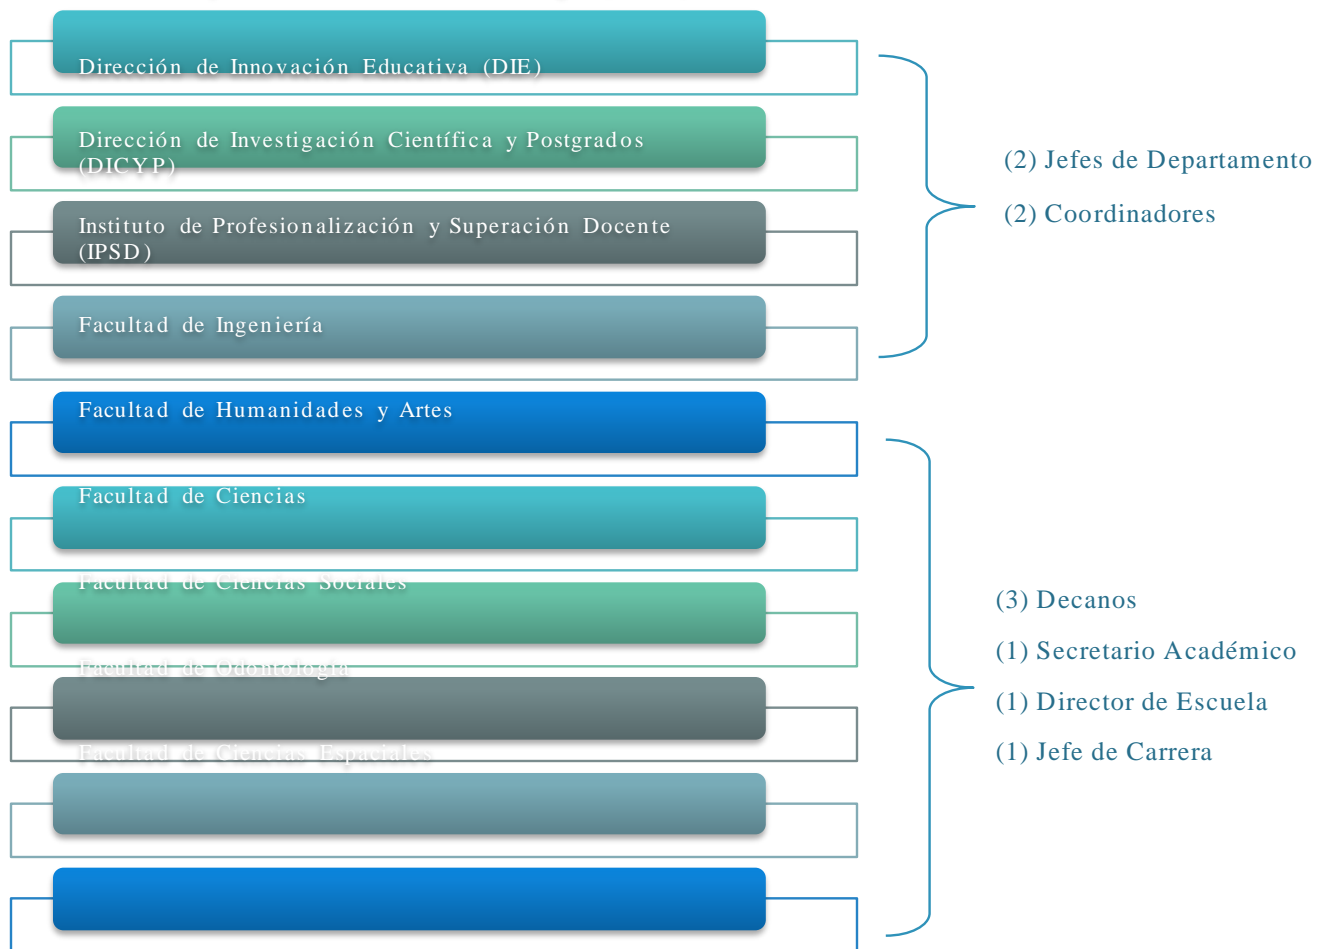 Dirección de Innovación Educativa (DIE)
Dirección de Investigación Científica y Postgrados
(DICYP)
Instituto de Profesionalización y Superación Docente
(IPSD)
Facultad de Ingeniería
Facultad de Humanidades y Artes
Facultad de Ciencias
Facultad de Ciencias Sociales
Facultad de Odontología
Facultad de Ciencias Espaciales
(2) Jefes de Departamento
(2) Coordinadores
(3) Decanos
(1) Secretario Académico
(1) Director de Escuela
(1) Jefe de Carrera